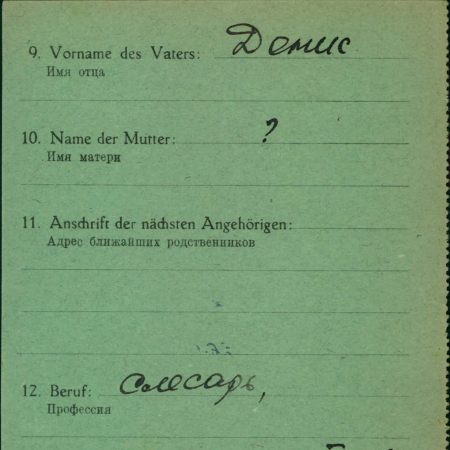 9. Vorname des Vaters: Денис
Имя отца
10. Name der Mutter: ?
Имя матери
11. Anschrift der nächsten Angehörigen:
Адрес ближайших родственников
12. Beruf: Слесарь,
Профессия